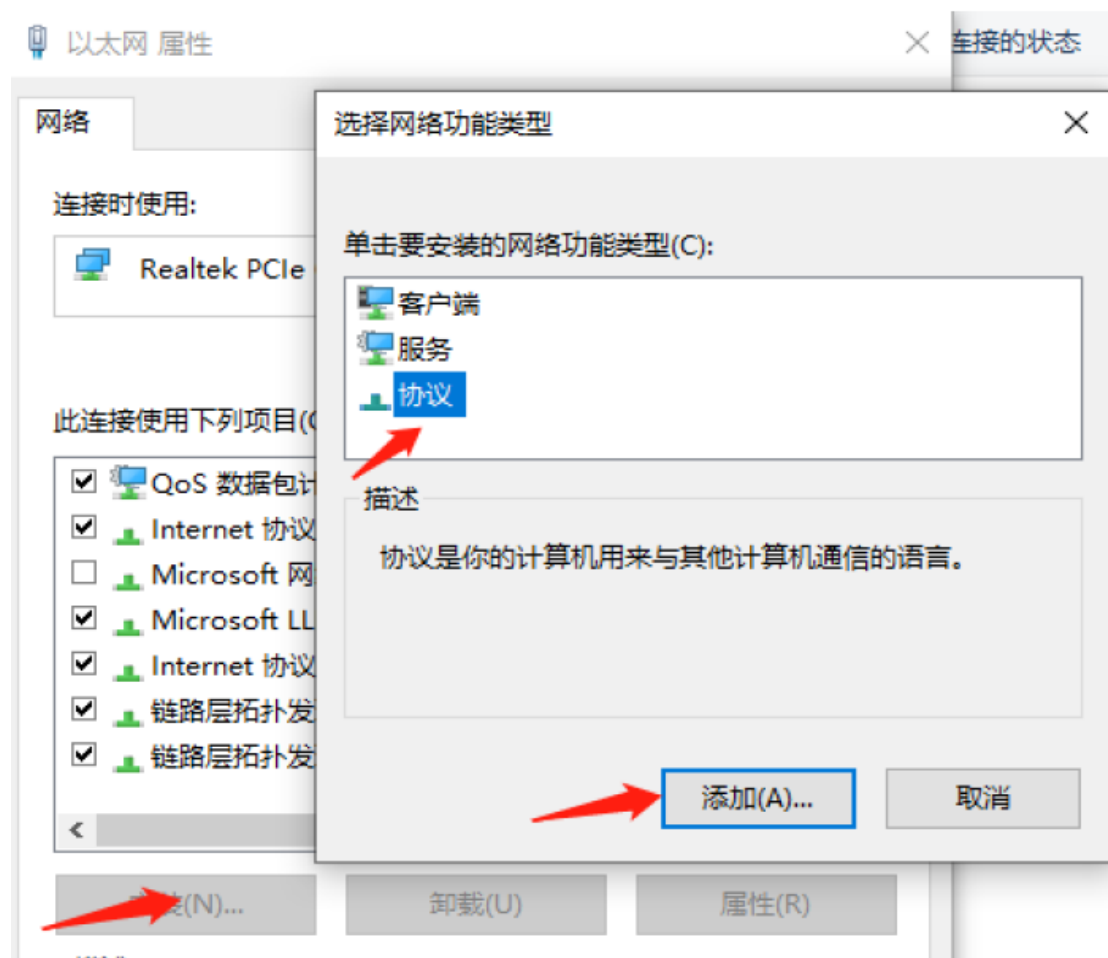 以太网 属性
连接的状态
网络
选择网络功能类型
连接时使用:
Realtek PCIe
单击要安装的网络功能类型(C):
客户端
服务
协议
此连接使用下列项目(
QoS 数据包计
Internet 协议
Microsoft 网
Microsoft LL
Internet 协议
链路层拓扑发
链路层拓扑发
描述
协议是你的计算机用来与其他计算机通信的语言。
添加(A)...
取消
(N)...
卸载(U)
属性(R)